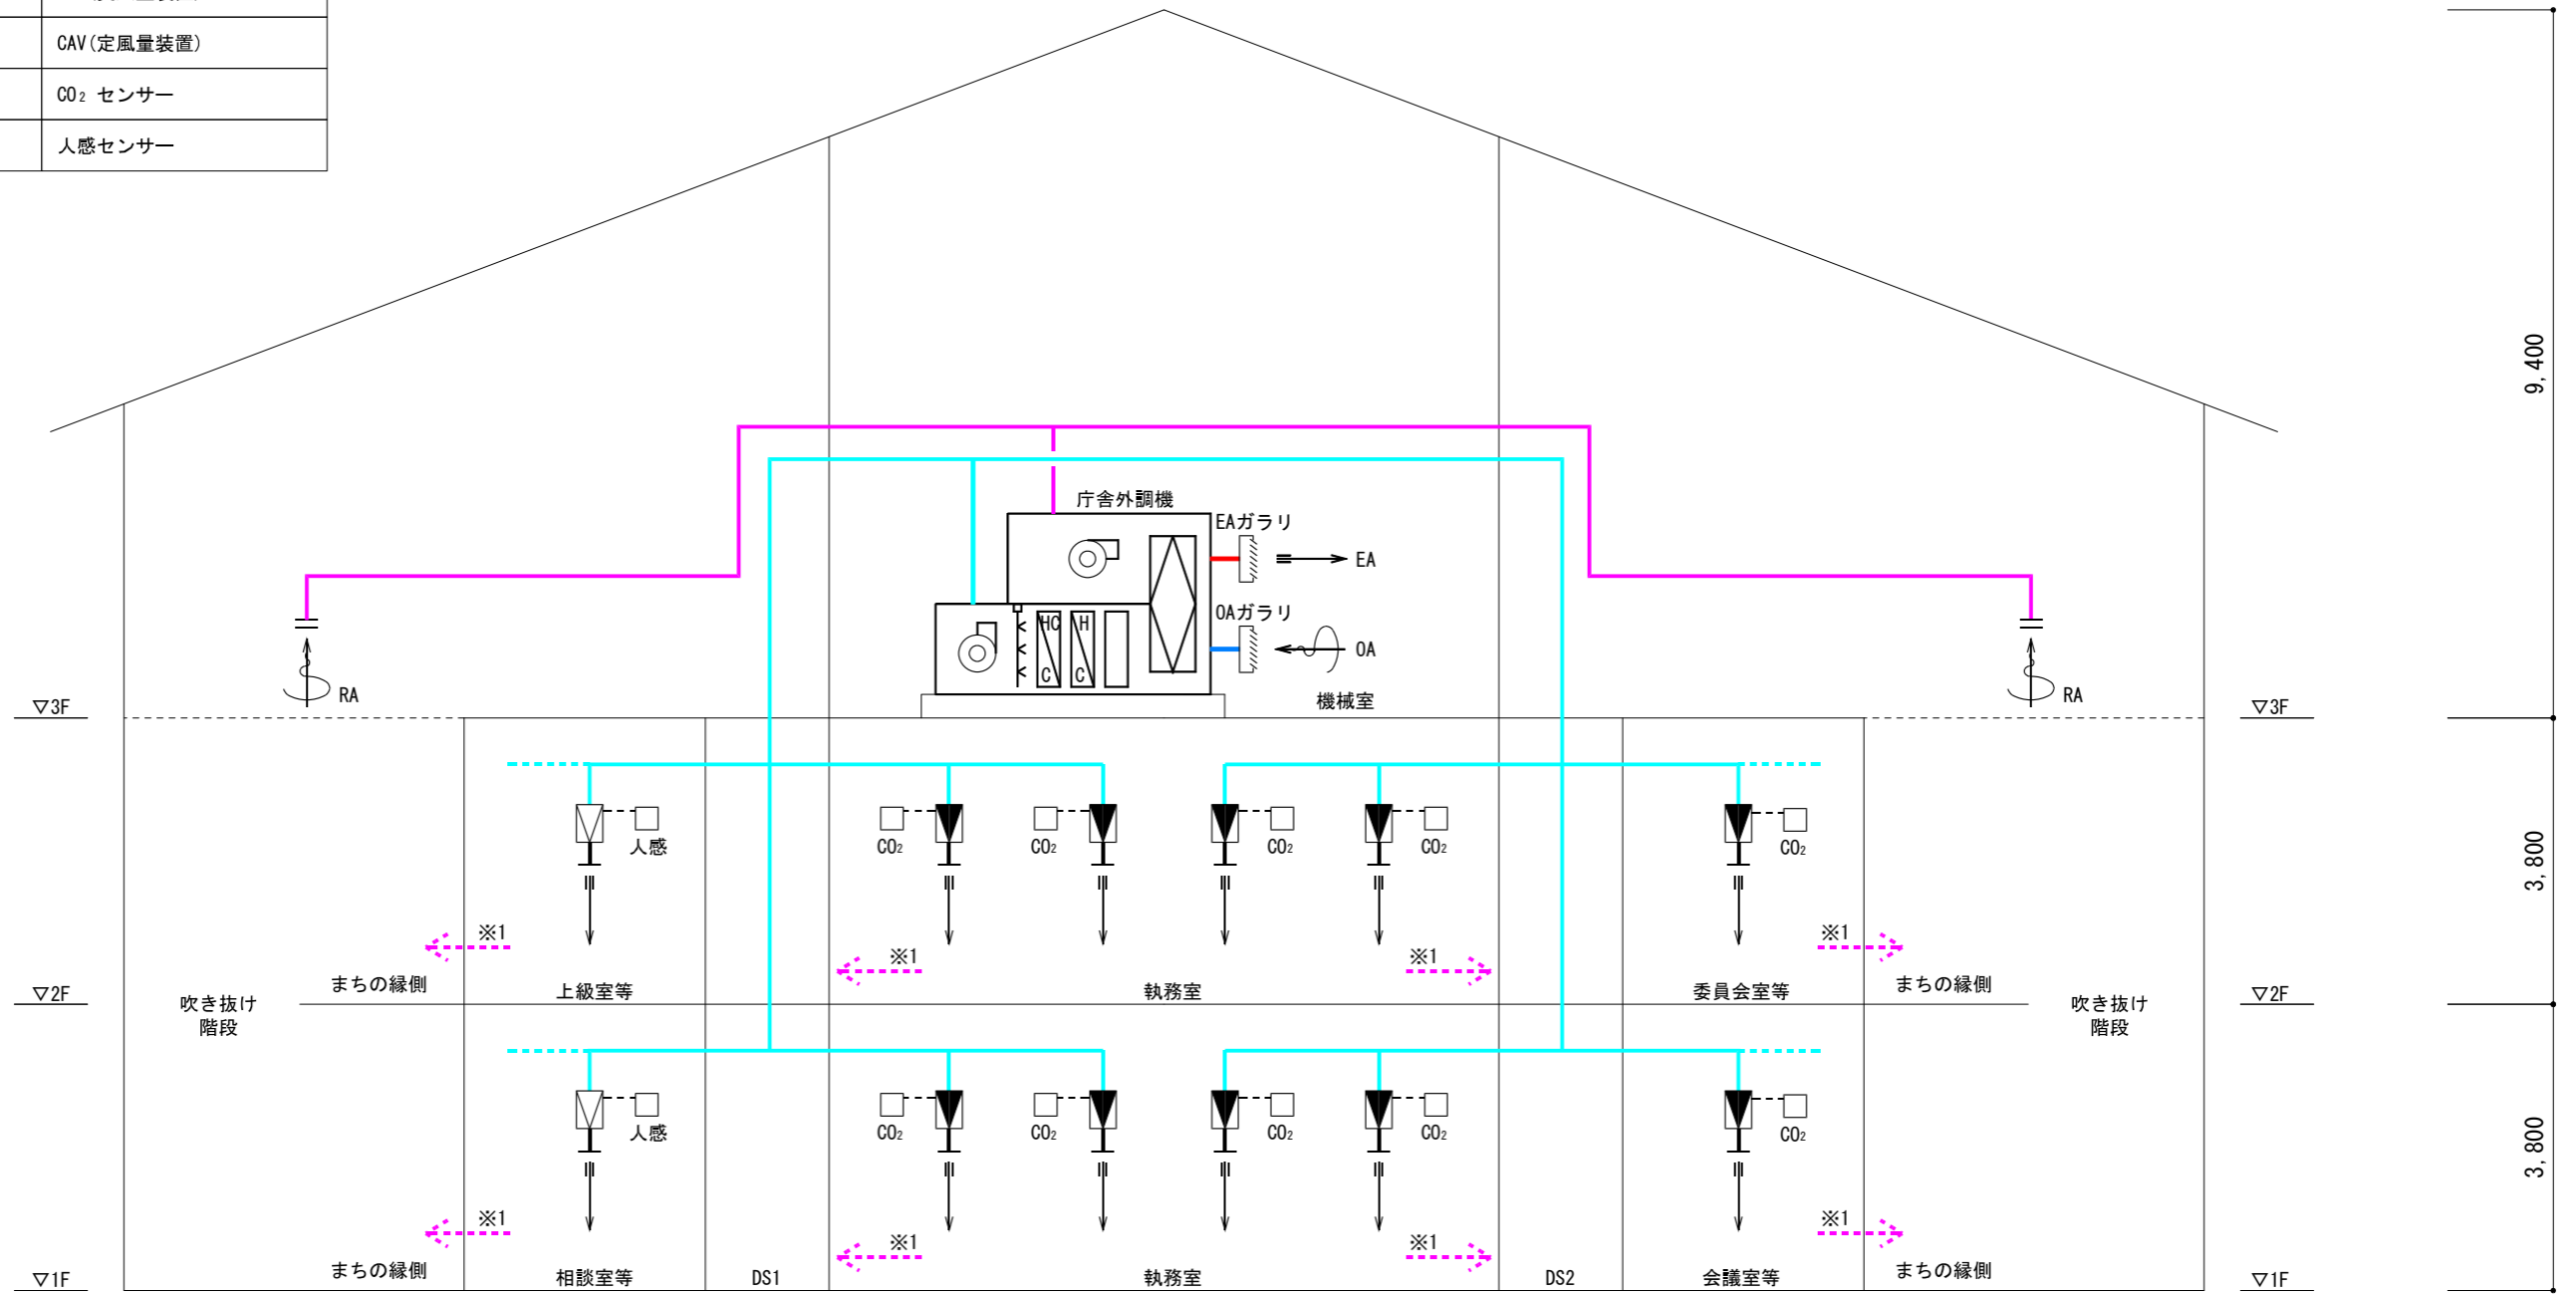 CAV(定風量装置)
CO₂ センサー
人感センサー
9,400
庁舎外調機
EAガラリ
EA
HC
H
OAガラリ
OA
C
C
RA
機械室
RA
▽3F
▽3F
人感
CO₂
CO₂
CO₂
CO₂
CO₂
3,800
※1
※1
※1
※1
まちの縁側
上級室等
執務室
委員会室等
まちの縁側
▽2F
吹き抜け
階段
吹き抜け
階段
▽2F
人感
CO₂
CO₂
CO₂
CO₂
CO₂
3,800
※1
※1
※1
※1
まちの縁側
相談室等
DS1
執務室
DS2
会議室等
まちの縁側
▽1F
▽1F